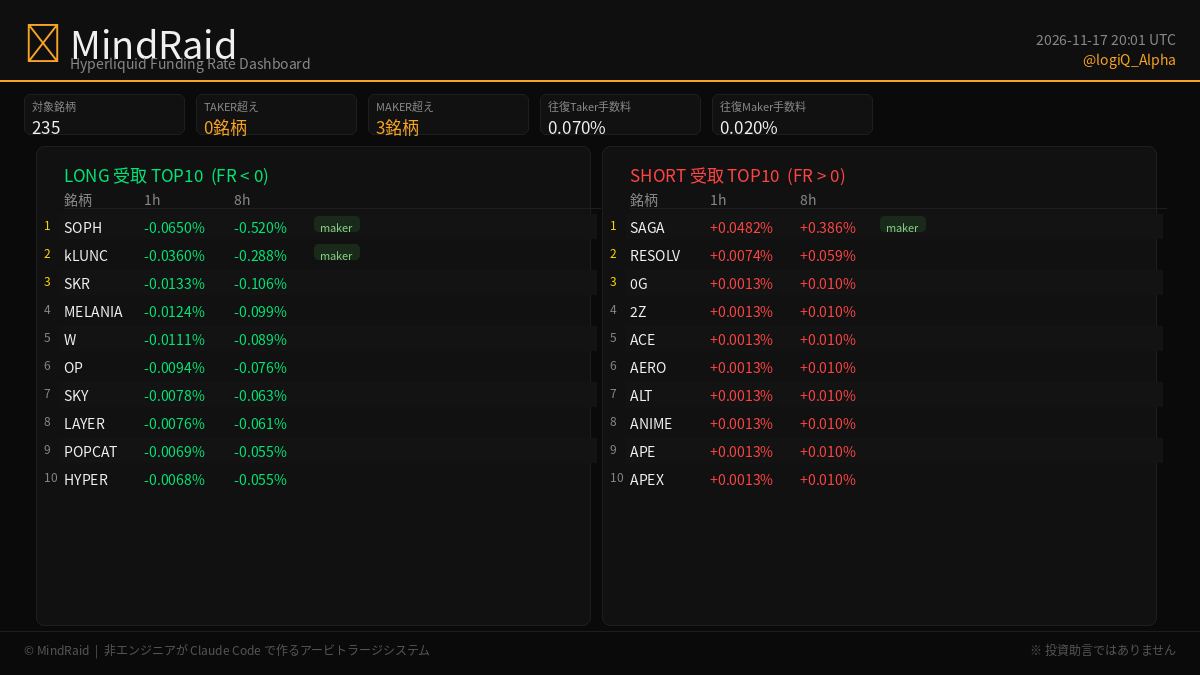 MindRaid
Hyperliquid Funding Rate Dashboard
2026-11-17 20:01 UTC
@logiQ_Alpha
対象銘柄
235
TAKER超え
0銘柄
MAKER超え
3銘柄
往復Taker手数料
0.070%
往復Maker手数料
0.020%
LONG 受取 TOP10 (FR < 0)
銘柄 1h 8h
1 SOPH -0.0650% -0.520% maker
2 kLUNC -0.0360% -0.288% maker
3 SKR -0.0133% -0.106%
4 MELANIA -0.0124% -0.099%
5 W -0.0111% -0.089%
6 OP -0.0094% -0.076%
7 SKY -0.0078% -0.063%
8 LAYER -0.0076% -0.061%
9 POPCAT -0.0069% -0.055%
10 HYPER -0.0068% -0.055%
SHORT 受取 TOP10 (FR > 0)
銘柄 1h 8h
1 SAGA +0.0482% +0.386% maker
2 RESOLV +0.0074% +0.059%
3 0G +0.0013% +0.010%
4 2Z +0.0013% +0.010%
5 ACE +0.0013% +0.010%
6 AERO +0.0013% +0.010%
7 ALT +0.0013% +0.010%
8 ANIME +0.0013% +0.010%
9 APE +0.0013% +0.010%
10 APEX +0.0013% +0.010%
© MindRaid | 非エンジニアが Claude Code で作るアービトラージシステム
※ 投資助言ではありません